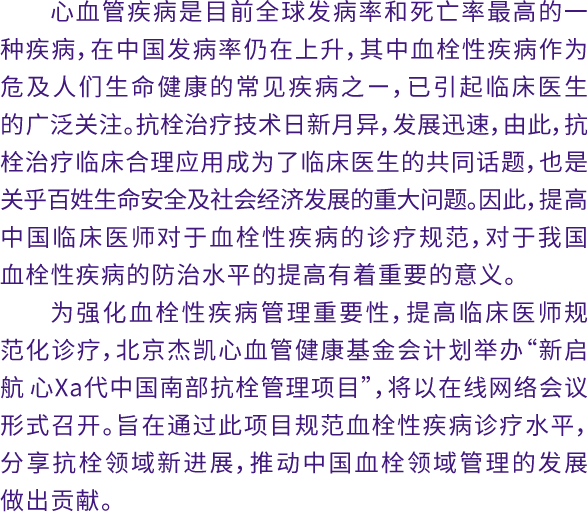 心血管疾病是目前全球发病率和死亡率最高的一
种疾病，在中国发病率仍在上升，其中血栓性疾病作为
危及人们生命健康的常见疾病之一，已引起临床医生
的广泛关注。抗栓治疗技术日新月异，发展迅速，由此，抗
栓治疗临床合理应用成为了临床医生的共同话题，也是
关乎百姓生命安全及社会经济发展的重大问题。因此，提高
中国临床医师对于血栓性疾病的诊疗规范，对于我国
血栓性疾病的防治水平的提高有着重要的意义。
为强化血栓性疾病管理重要性，提高临床医师规
范化诊疗，北京杰凯心血管健康基金会计划举办“新启
航 心Xa代中国南部抗栓管理项目”，将以在线网络会议
形式召开。旨在通过此项目规范血栓性疾病诊疗水平，
分享抗栓领域新进展，推动中国血栓领域管理的发展
做出贡献。